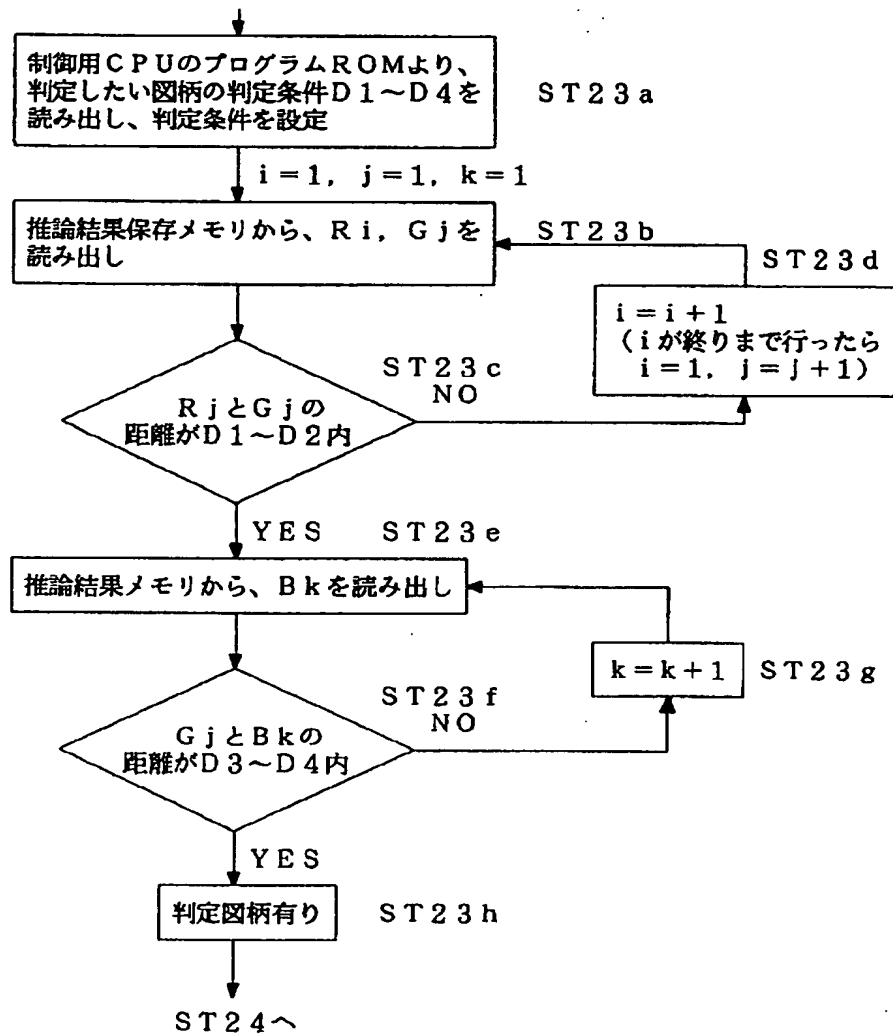 制御用ＣＰＵのプログラムＲＯＭより、
判定したい図柄の判定条件Ｄ１～Ｄ４を
読み出し、判定条件を設定
ＳＴ２３ａ
ｉ＝１，ｊ＝１，ｋ＝１
推論結果保存メモリから、Ｒｉ，Ｇｊを
読み出し
ＳＴ２３ｂ
ＳＴ２３ｄ
ｉ＝ｉ＋１
（ｉが終りまで行ったら
ｉ＝１，ｊ＝ｊ＋１）
ＳＴ２３ｃ
ＮＯ
ＲｊとＧｊの
距離がＤ１～Ｄ２内
ＹＥＳ
ＳＴ２３ｅ
推論結果メモリから、Ｂｋを読み出し
ｋ＝ｋ＋１
ＳＴ２３ｇ
ＳＴ２３ｆ
ＮＯ
ＧｊとＢｋの
距離がＤ３～Ｄ４内
ＹＥＳ
判定図柄有り
ＳＴ２３ｈ
ＳＴ２４へ